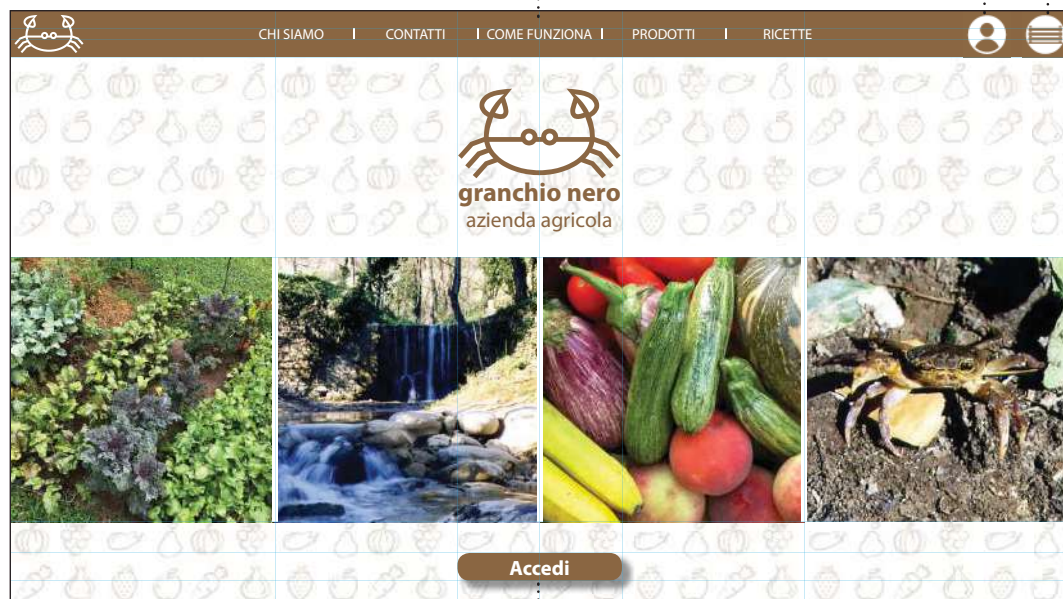 CHI SIAMO I CONTATTI I COME FUNZIONA I PRODOTTI I RICETTE
granchio nero
azienda agricola
Accedi